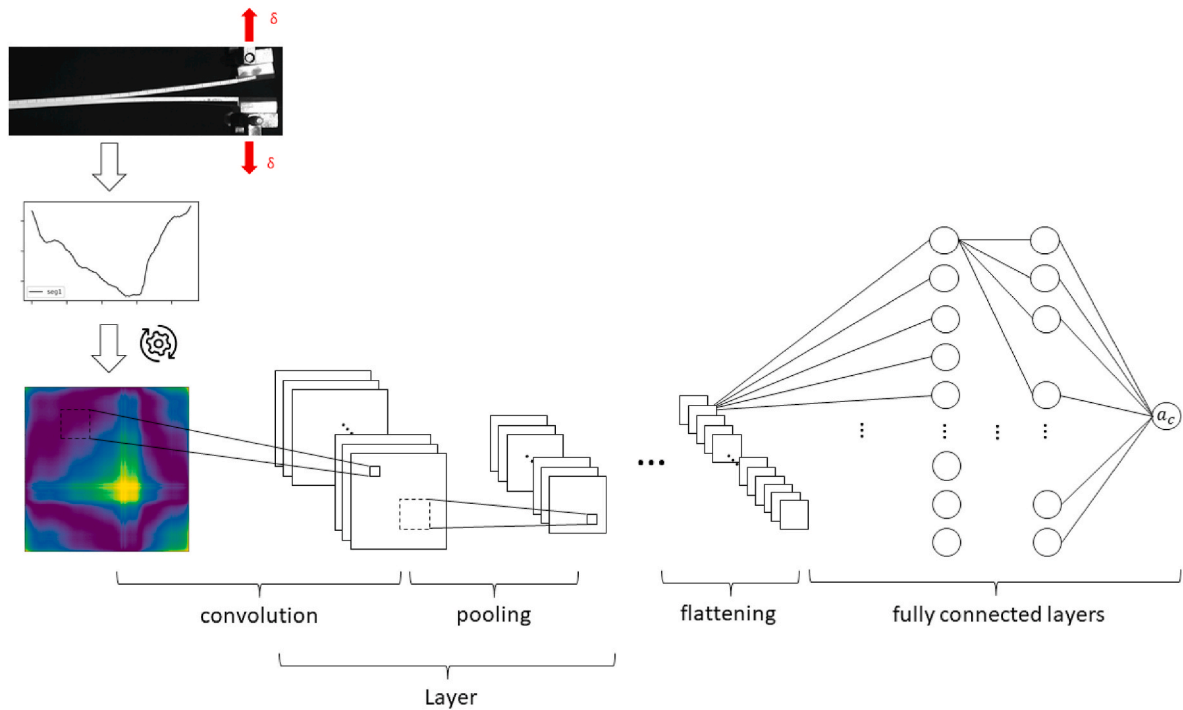 δ
δ
seg1
a_c
convolution
pooling
flattening
fully connected layers
Layer